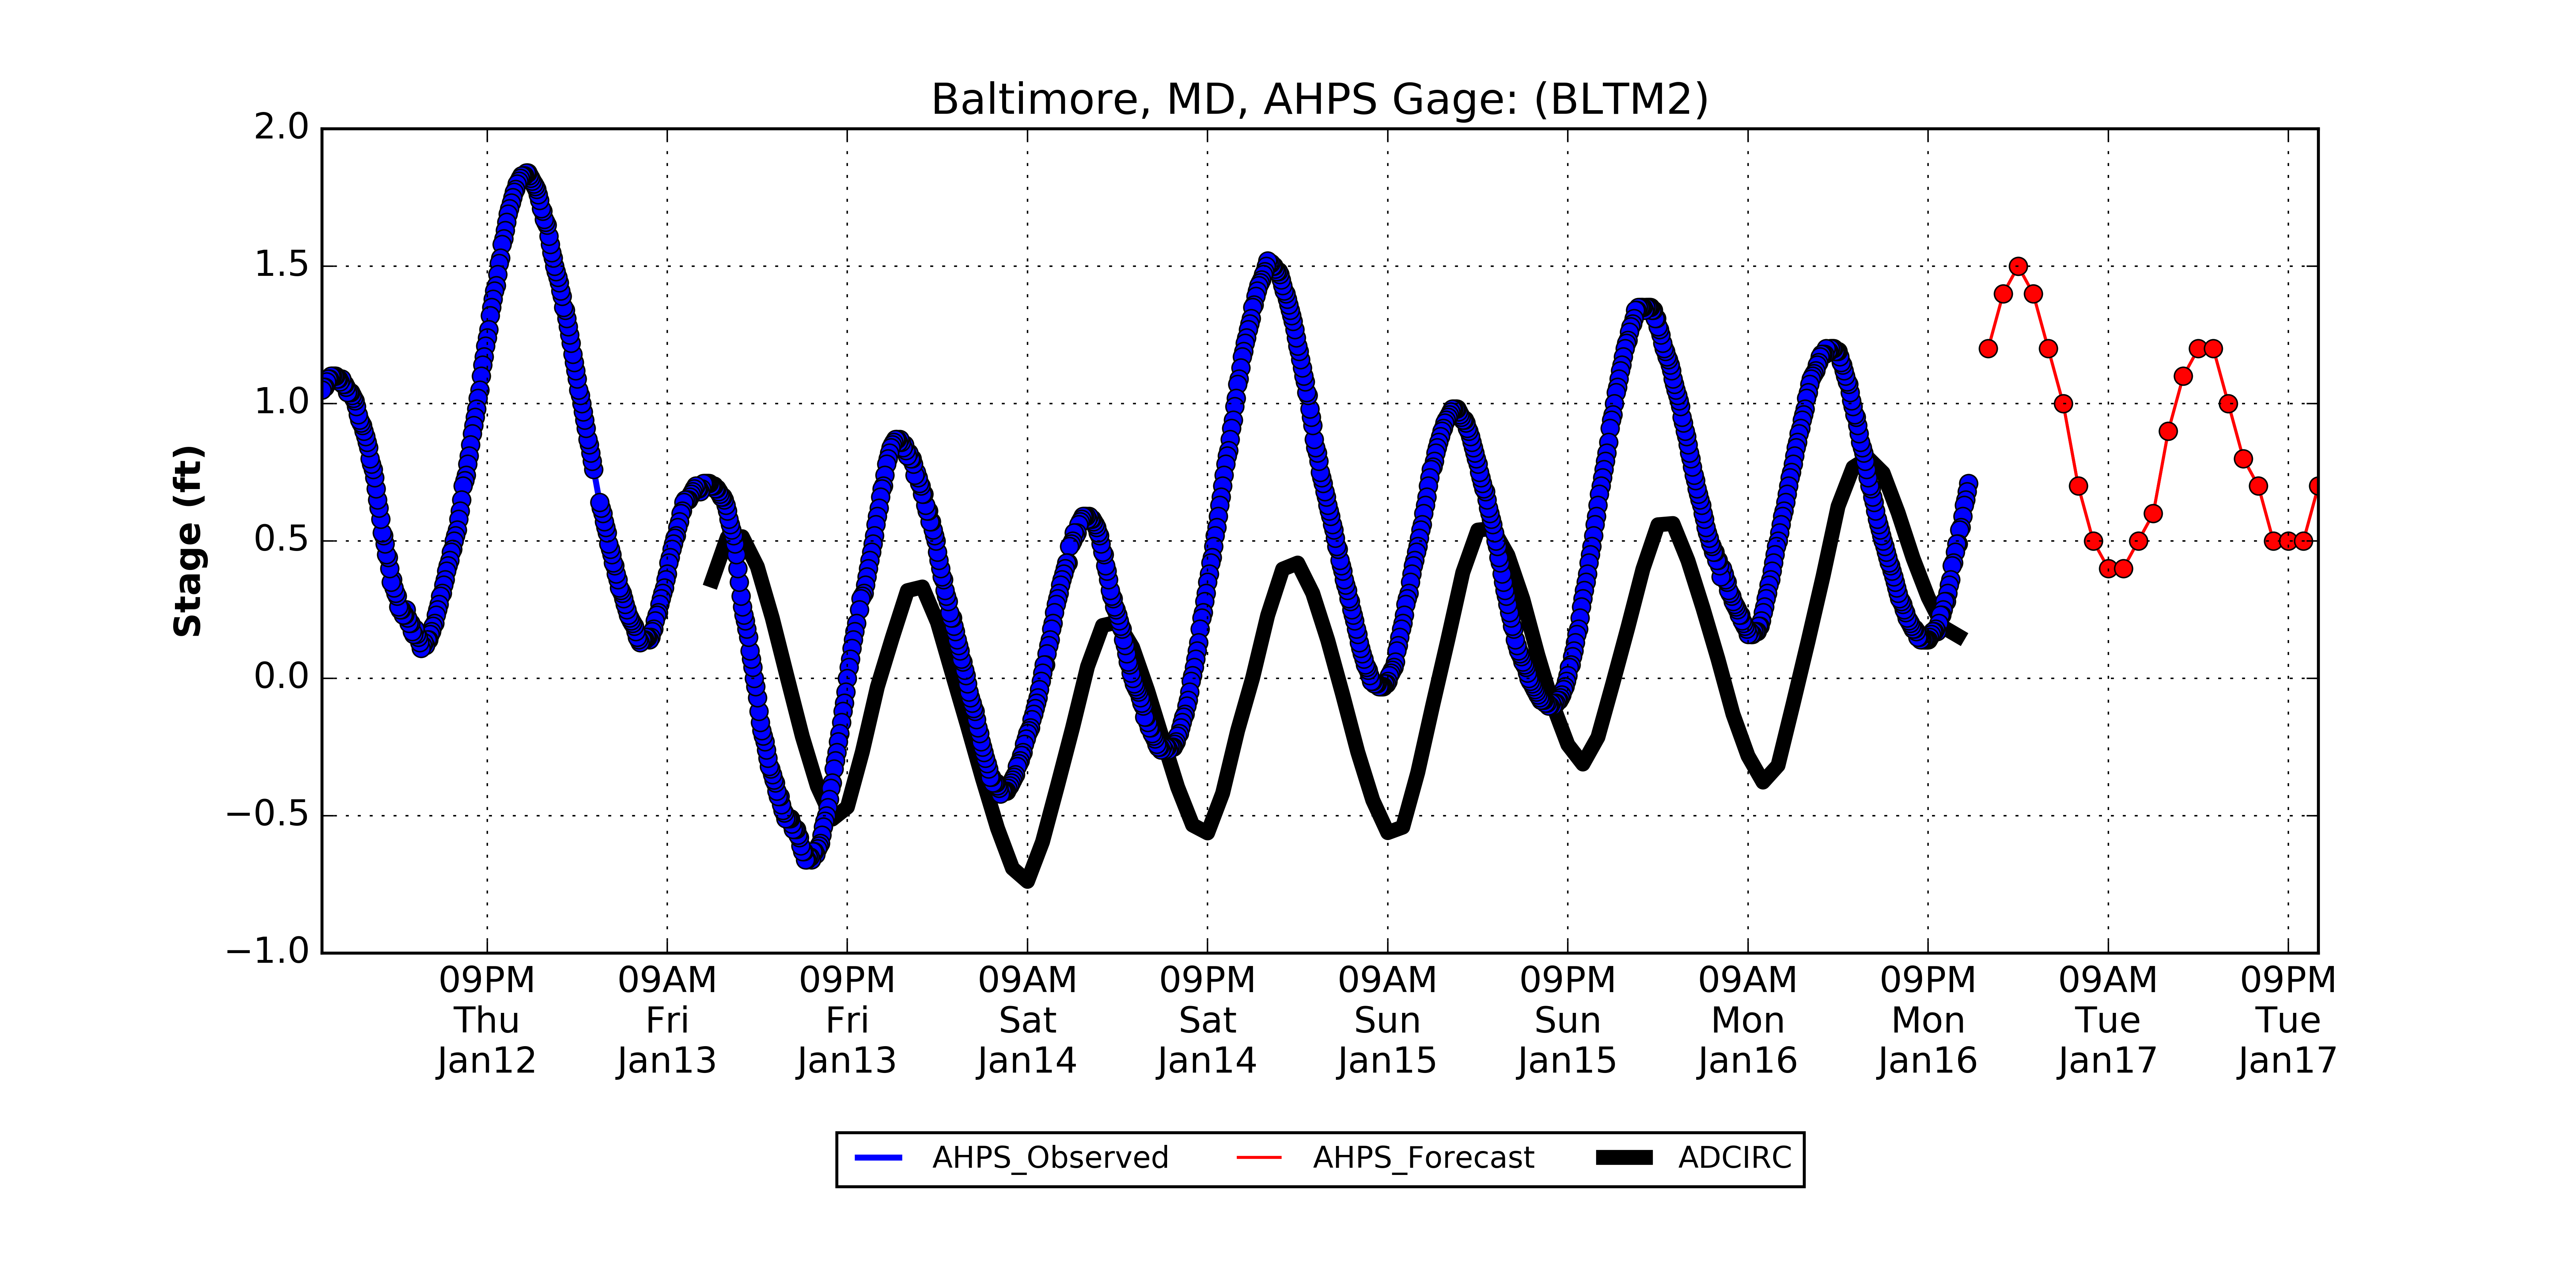 Baltimore, MD, AHPS Gage: (BLTM2)
2.0
1.5
1.0
0.5
0.0
−0.5
−1.0
Stage (ft)
09PM 09AM 09PM 09AM 09PM 09AM 09PM 09AM 09PM 09AM 09PM
Thu Fri Fri Sat Sat Sun Sun Mon Mon Tue Tue
Jan12 Jan13 Jan13 Jan14 Jan14 Jan15 Jan15 Jan16 Jan16 Jan17 Jan17
AHPS_Observed AHPS_Forecast ADCIRC